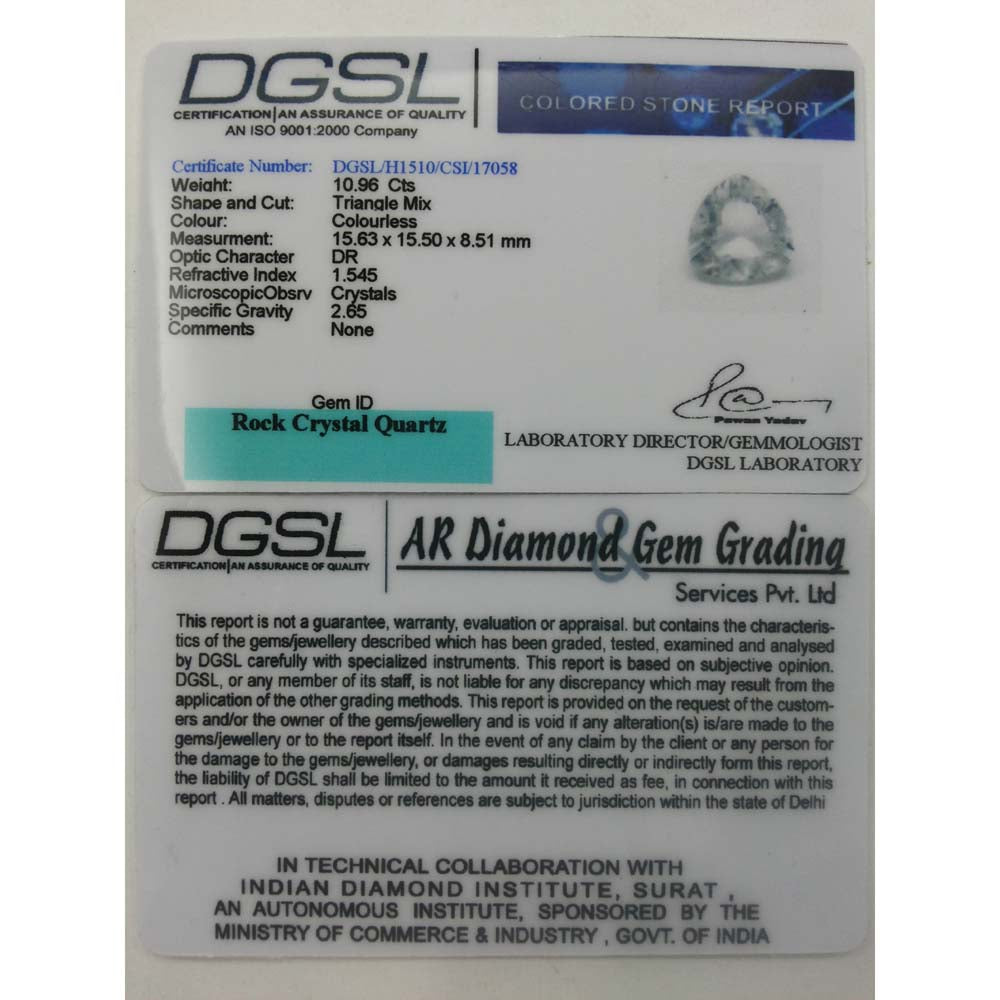 DGSL
CERTIFICATION|AN ASSURANCE OF QUALITY
AN ISO 9001:2000 Company
COLORED STONE REPORT
Certificate Number: DGSL/H1510/CSI/17058
Weight: 10.96 Cts
Shape and Cut: Triangle Mix
Colour: Colourless
Measurment: 15.63 x 15.50 x 8.51 mm
Optic Character DR
Refractive Index 1.545
MicroscopicObsrv Crystals
Specific Gravity 2.65
Comments None
Gem ID
Rock Crystal Quartz
Pawan Yadav
LABORATORY DIRECTOR/GEMMOLOGIST
DGSL LABORATORY
DGSL
CERTIFICATION|AN ASSURANCE OF QUALITY
AR Diamond & Gem Grading
Services Pvt. Ltd
This report is not a guarantee, warranty, evaluation or appraisal. but contains the characteris-
tics of the gems/jewellery described which has been graded, tested, examined and analysed
by DGSL carefully with specialized instruments. This report is based on subjective opinion.
DGSL, or any member of its staff, is not liable for any discrepancy which may result from the
application of the other grading methods. This report is provided on the request of the custom-
ers and/or the owner of the gems/jewellery and is void if any alteration(s) is/are made to the
gems/jewellery or to the report itself. In the event of any claim by the client or any person for
the damage to the gems/jewellery, or damages resulting directly or indirectly form this report,
the liability of DGSL shall be limited to the amount it received as fee, in connection with this
report . All matters, disputes or references are subject to jurisdiction within the state of Delhi
IN TECHNICAL COLLABORATION WITH
INDIAN DIAMOND INSTITUTE, SURAT ,
AN AUTONOMOUS INSTITUTE, SPONSORED BY THE
MINISTRY OF COMMERCE & INDUSTRY , GOVT. OF INDIA